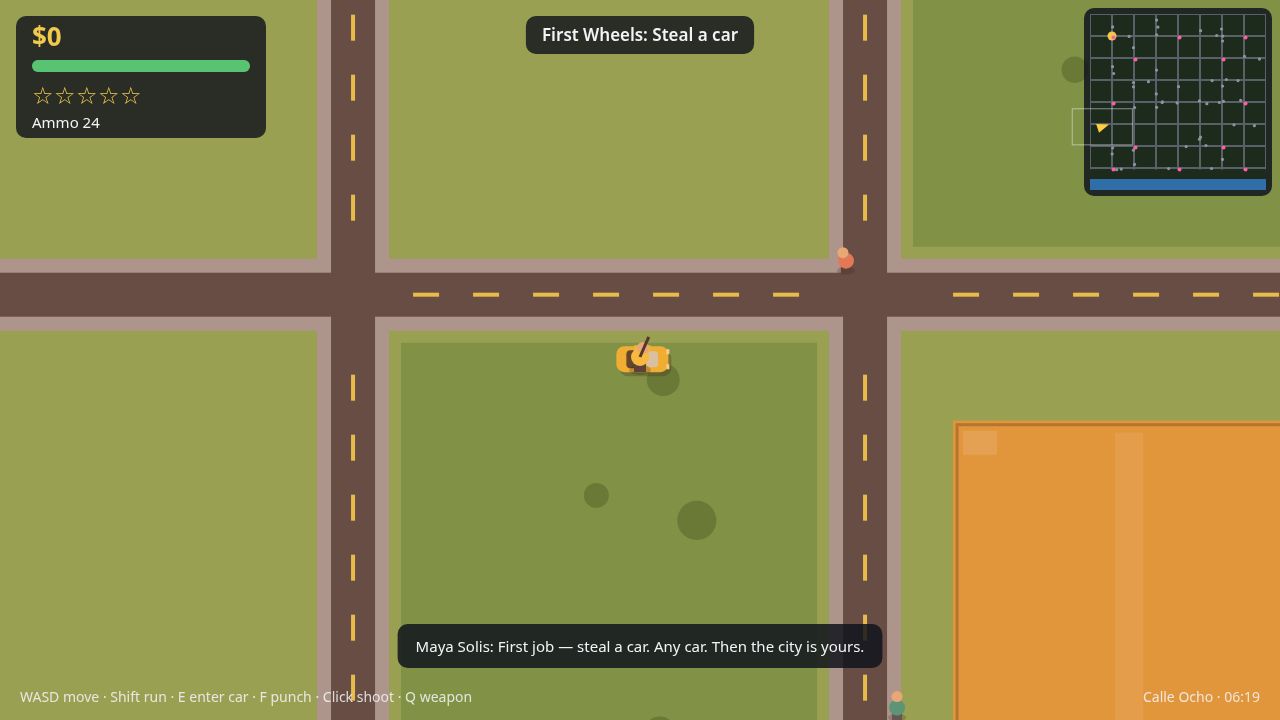 $0
☆☆☆☆☆
Ammo 24
First Wheels: Steal a car
Maya Solis: First job — steal a car. Any car. Then the city is yours.
WASD move · Shift run · E enter car · F punch · Click shoot · Q weapon
Calle Ocho · 06:19